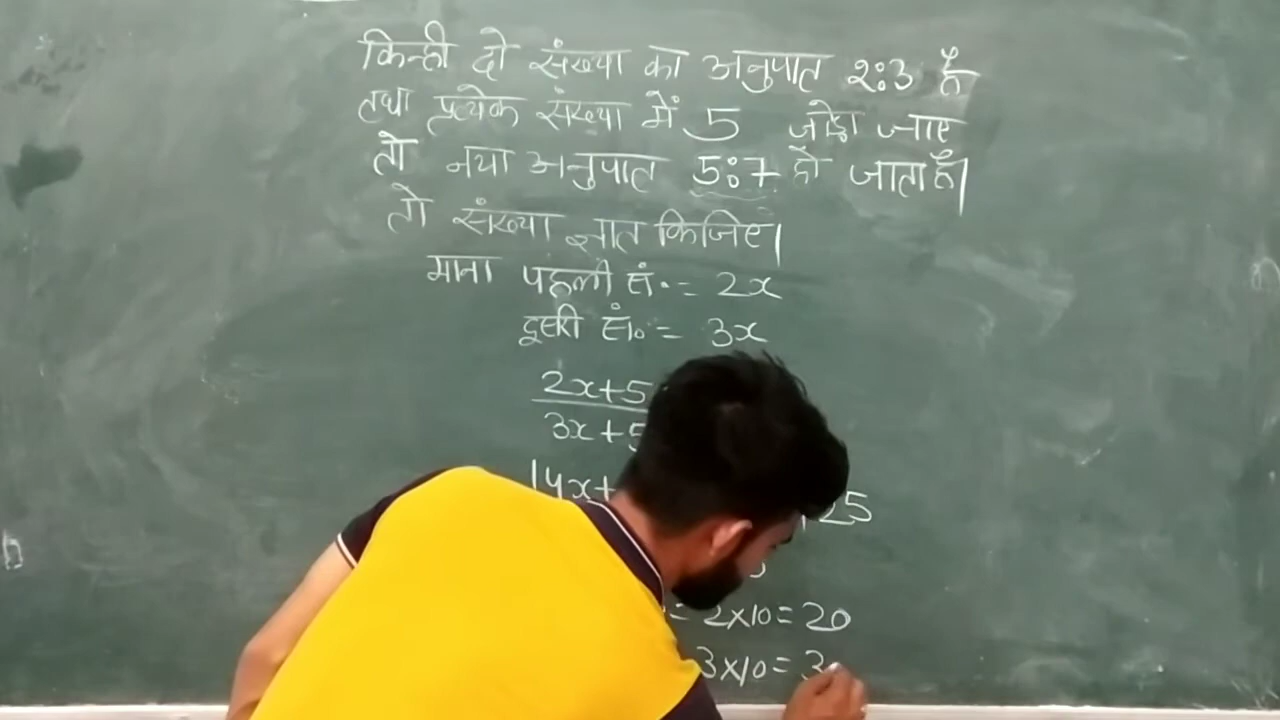 किन्ही दो संख्या का अनुपात 2:3 हैं
तथा प्रत्येक संख्या में 5 जोड़ा जाए
तो नया अनुपात 5:7 हो जाता हैं।
तो संख्या ज्ञात किजिए।
माना पहली सं.= 2x
दुसरी सं.= 3x
2x+5
3x+5
14x+ +25
= 2x10=20
3x10= 3